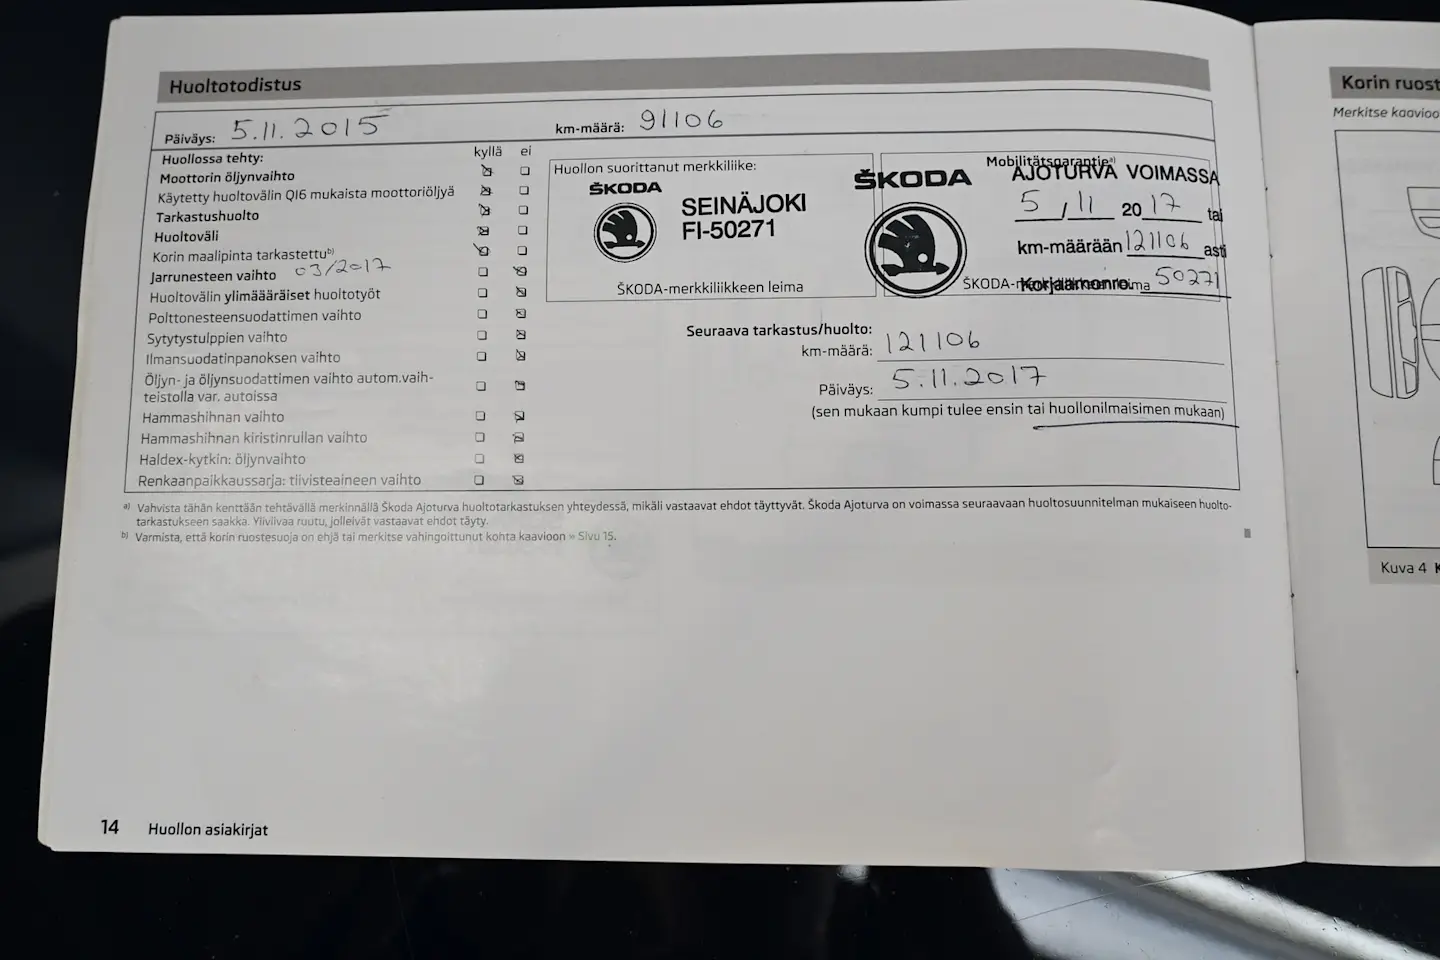 Huoltotodistus
Päiväys: 5.11.2015 km-määrä: 91106
Huollossa tehty: kyllä ei
Moottorin öljynvaihto
Käytetty huoltovälin QI6 mukaista moottoriöljyä
Tarkastushuolto
Huoltoväli
Korin maalipinta tarkastettu b)
Jarrunesteen vaihto 03/2017
Huoltovälin ylimääräiset huoltotyöt
Polttonesteensuodattimen vaihto
Sytytystulppien vaihto
Ilmansuodatinpanoksen vaihto
Öljyn- ja öljynsuodattimen vaihto autom.vaih-
teistolla var. autoissa
Hammashihnan vaihto
Hammashihnan kiristinrullan vaihto
Haldex-kytkin: öljynvaihto
Renkaanpaikkaussarja: tiivisteaineen vaihto
Huollon suorittanut merkkiliike:
ŠKODA
SEINÄJOKI
FI-50271
ŠKODA-merkkiliikkeen leima
Mobilitätsgarantie a)
ŠKODA
AJOTURVA VOIMASSA
5 / 11 2017 tai
km-määrään 121106 asti
Korjaamonro. 50271
Seuraava tarkastus/huolto:
km-määrä: 121106
Päiväys: 5.11.2017
(sen mukaan kumpi tulee ensin tai huollonilmaisimen mukaan)
a) Vahvista tähän kenttään tehtävällä merkinnällä Škoda Ajoturva huoltotarkastuksen yhteydessä, mikäli vastaavat ehdot täyttyvät. Škoda Ajoturva on voimassa seuraavaan huoltosuunnitelman mukaiseen huolto-
tarkastukseen saakka. Yliviivaa ruutu, jolleivät vastaavat ehdot täyty.
b) Varmista, että korin ruostesuoja on ehjä tai merkitse vahingoittunut kohta kaavioon » Sivu 15.
14 Huollon asiakirjat
Korin ruost
Merkitse kaavioo
Kuva 4 K